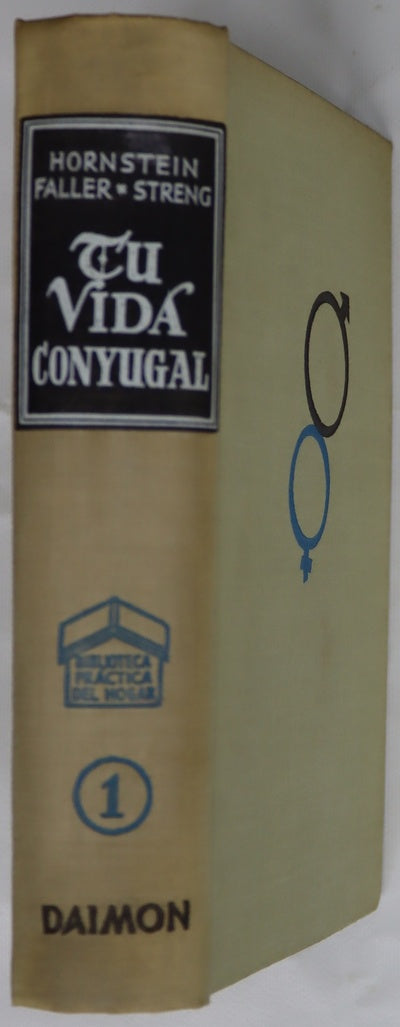 HORNSTEIN
FALLER * STRENG
TU
VIDA
CONYUGAL
BIBLIOTECA
PRÁCTICA
DEL HOGAR
1
DAIMON